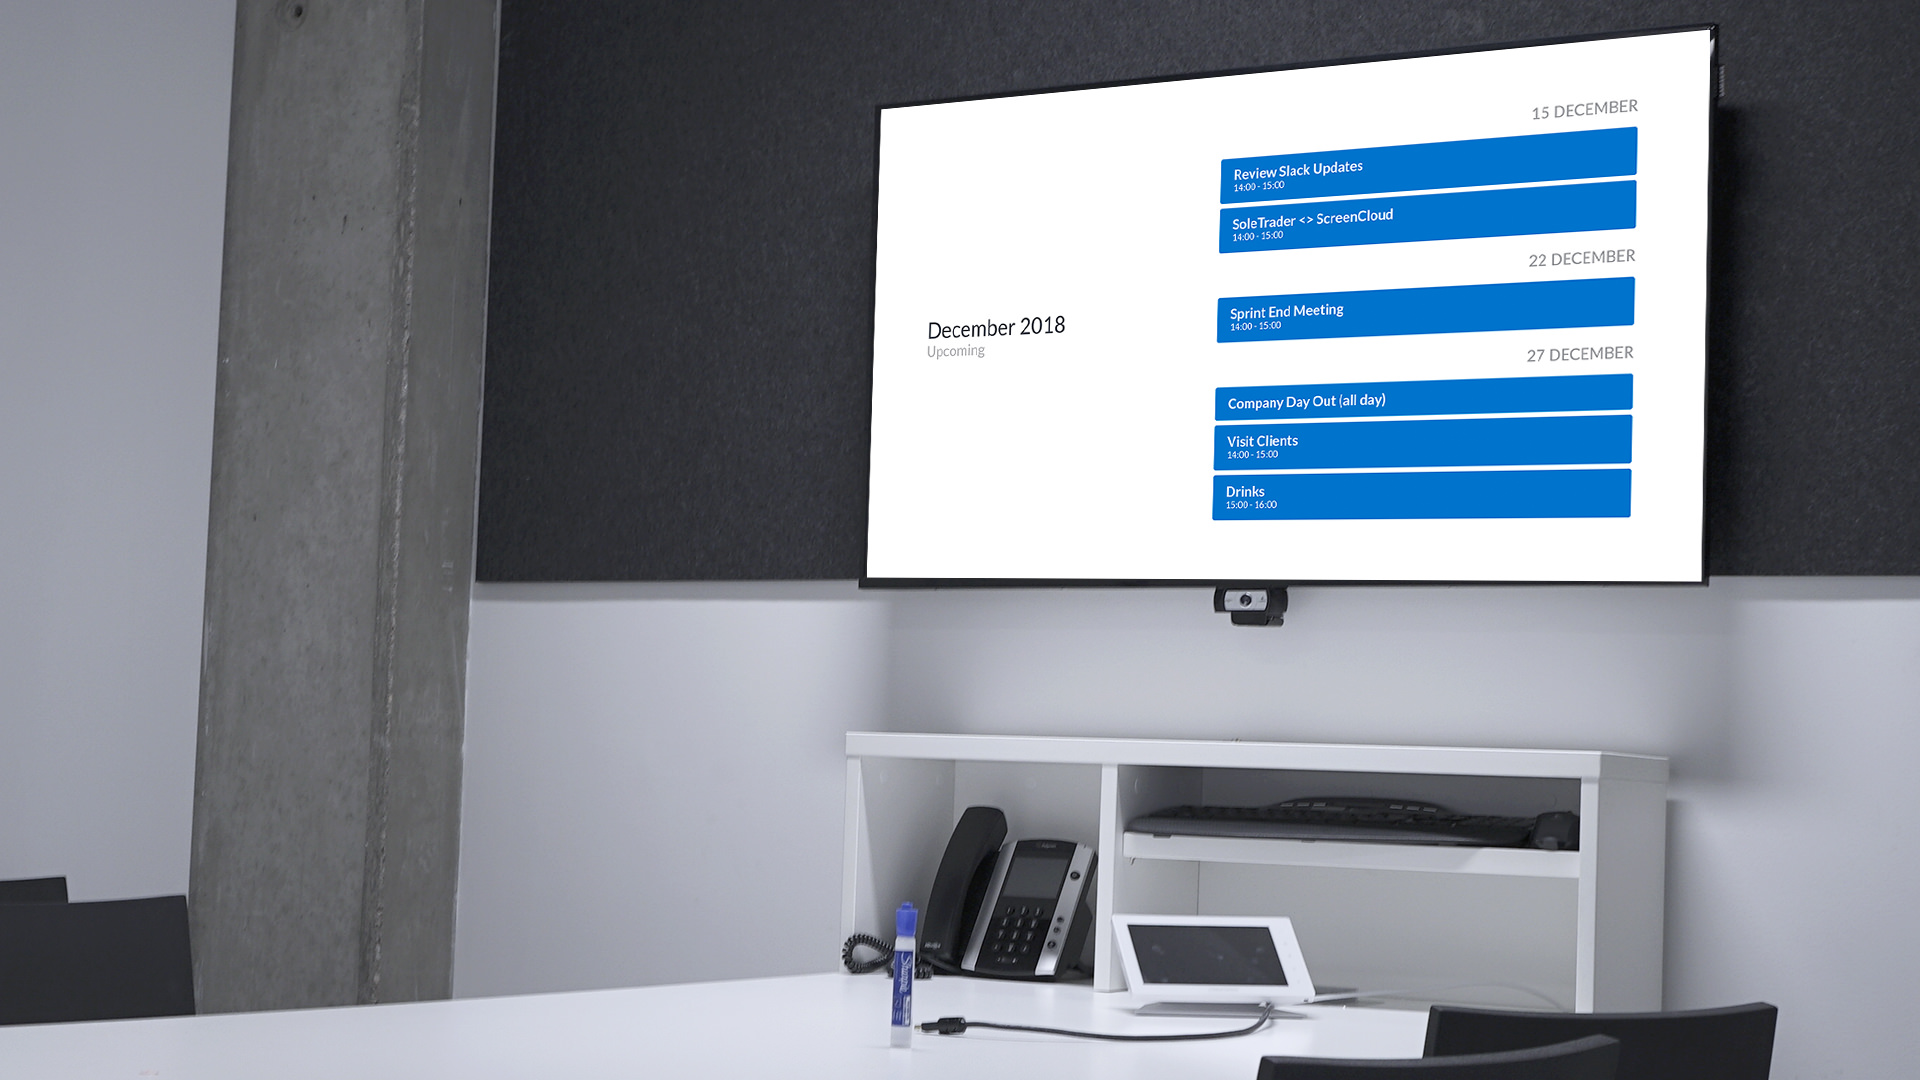 December 2018
Upcoming
15 DECEMBER
Review Slack Updates
14:00 - 15:00
SoleTrader <> ScreenCloud
14:00 - 15:00
22 DECEMBER
Sprint End Meeting
14:00 - 15:00
27 DECEMBER
Company Day Out (all day)
Visit Clients
14:00 - 15:00
Drinks
15:00 - 16:00
Sharpie